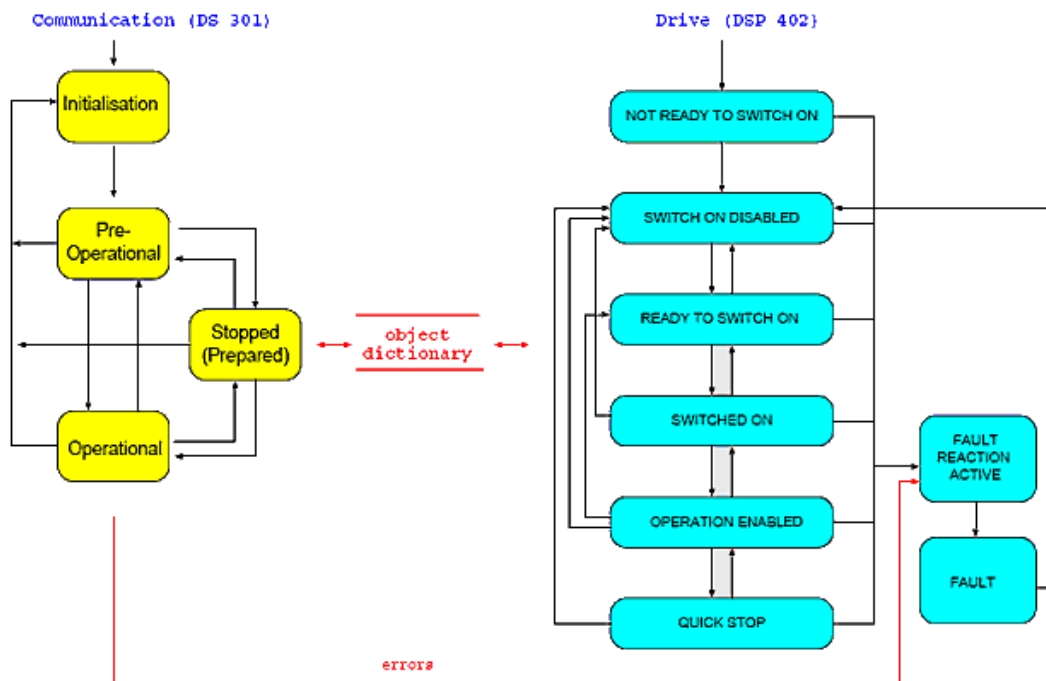 Communication (DS 301)
Initialisation
Pre-
Operational
Stopped
(Prepared)
Operational
object
dictionary
errors
Drive (DSP 402)
NOT READY TO SWITCH ON
SWITCH ON DISABLED
READY TO SWITCH ON
SWITCHED ON
OPERATION ENABLED
QUICK STOP
FAULT
REACTION
ACTIVE
FAULT